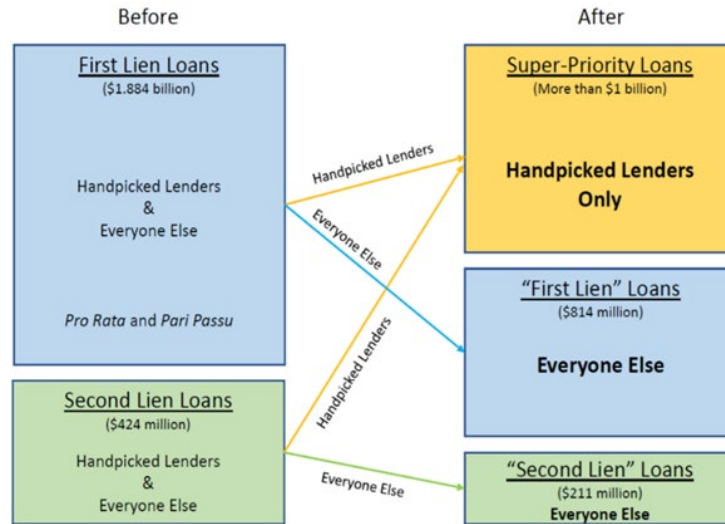 Before
After
First Lien Loans
($1.884 billion)
Handpicked Lenders
&
Everyone Else
Pro Rata and Pari Passu
Second Lien Loans
($424 million)
Handpicked Lenders
&
Everyone Else
Handpicked Lenders
Everyone Else
Handpicked Lenders
Everyone Else
Super-Priority Loans
(More than $1 billion)
Handpicked Lenders
Only
“First Lien” Loans
($814 million)
Everyone Else
“Second Lien” Loans
($211 million)
Everyone Else